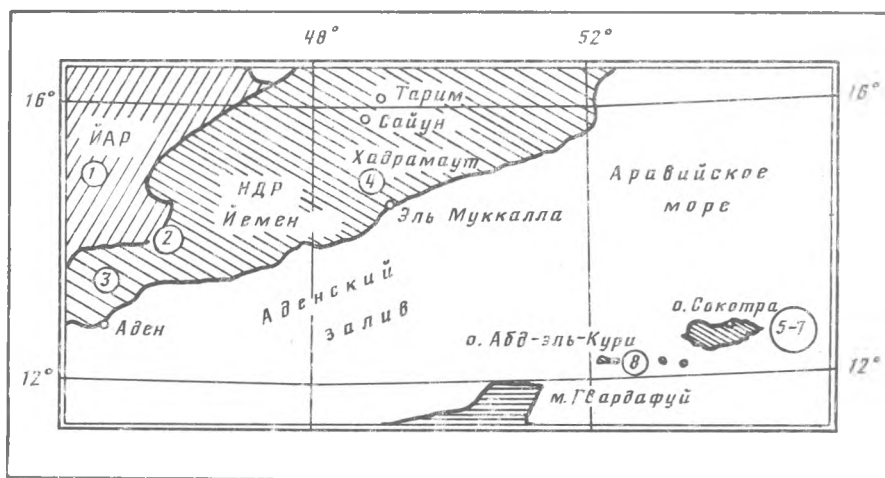 48° 52°
16° 16°
Тарим
Сайун
ЙАР
1
Хадрамаут
4
Аравийское
море
НДР
Йемен
Эль Муккалла
2
3
Аденский
залив
Аден
о. Сокотра
5-7
о. Абд-эль-Кури
8
12° 12°
м. Гвардафуй